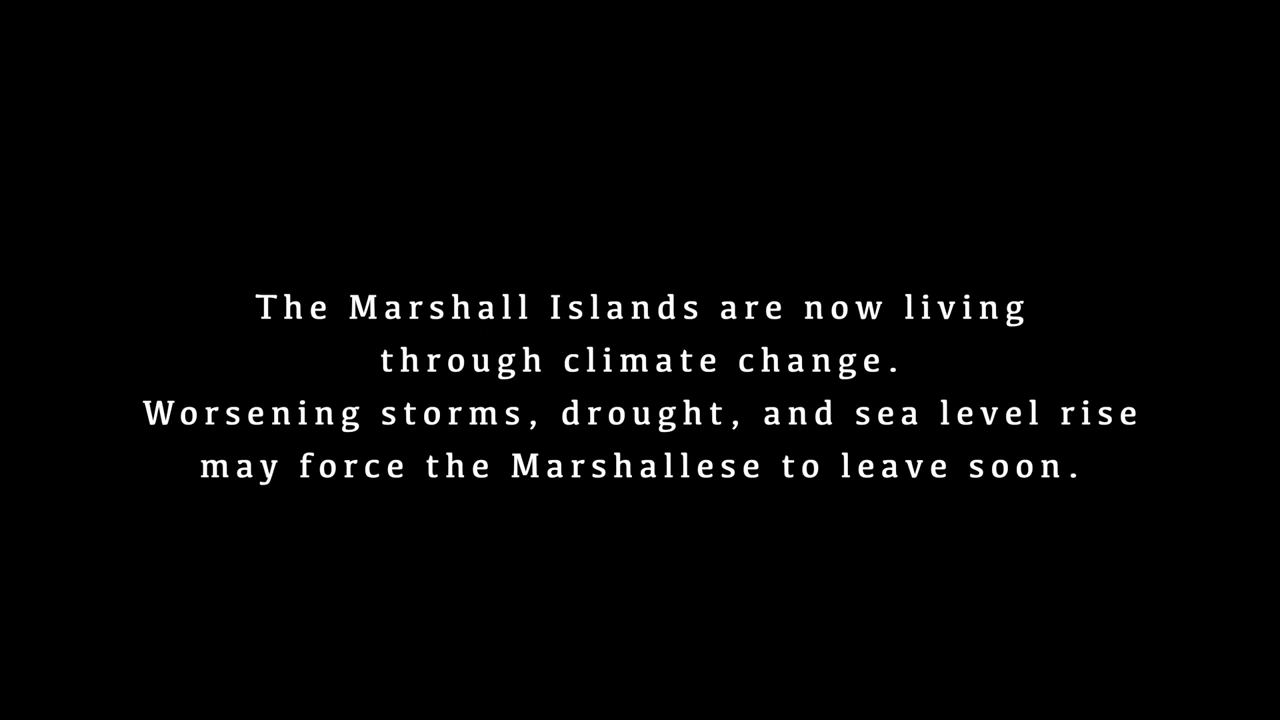 The Marshall Islands are now living
through climate change.
Worsening storms, drought, and sea level rise
may force the Marshallese to leave soon.